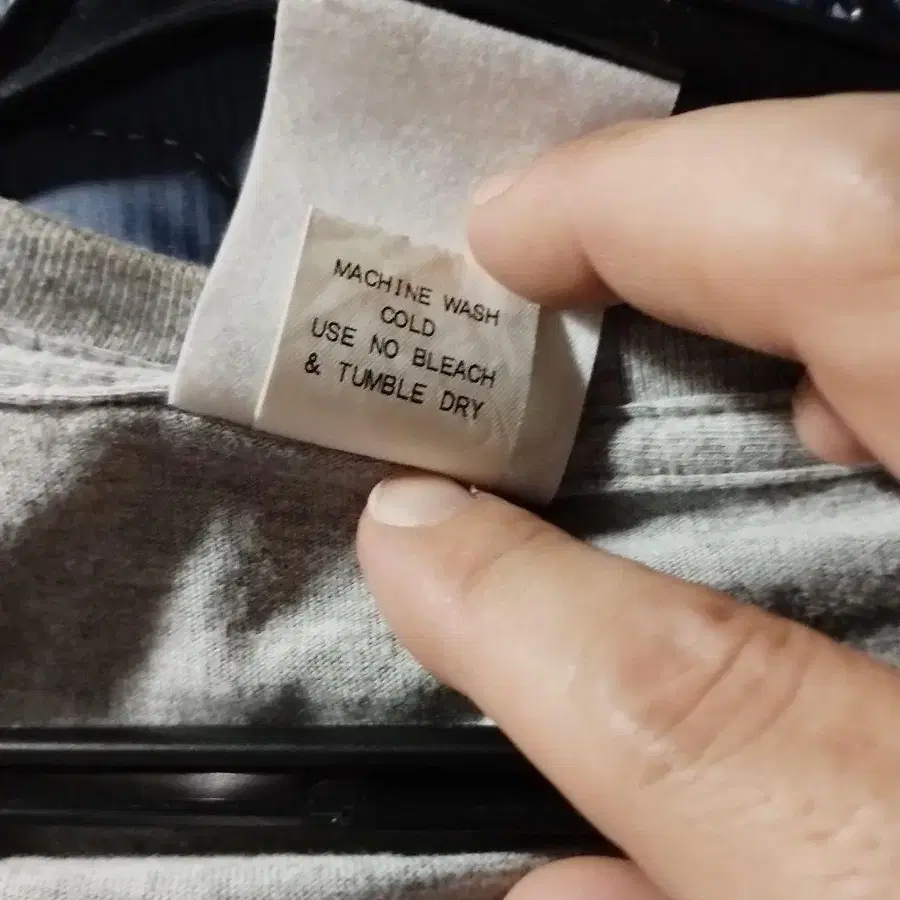 MACHINE WASH
COLD
USE NO BLEACH
& TUMBLE DRY